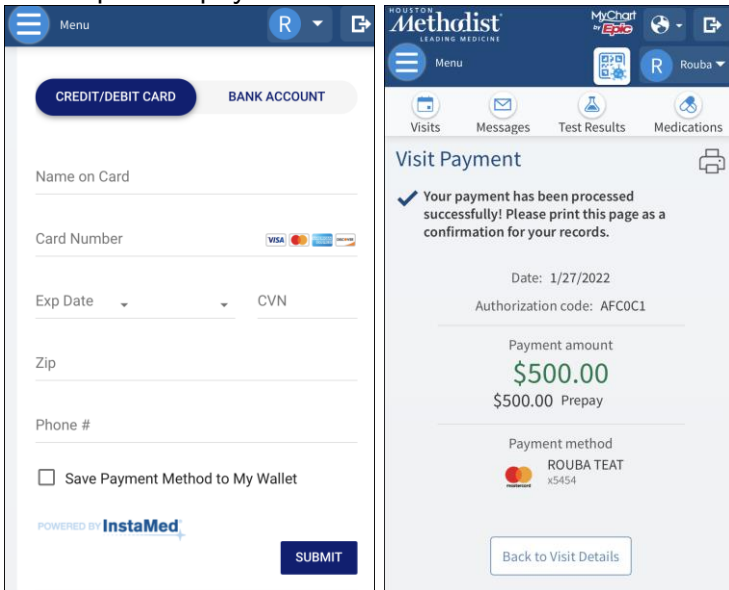 Menu
R
CREDIT/DEBIT CARD BANK ACCOUNT
Name on Card
Card Number VISA
Exp Date CVN
Zip
Phone #
Save Payment Method to My Wallet
POWERED BY InstaMed
SUBMIT
HOUSTON
Methodist
LEADING MEDICINE
MyChart
by Epic
Menu
R Rouba
Visits Messages Test Results Medications
Visit Payment
Your payment has been processed
successfully! Please print this page as a
confirmation for your records.
Date: 1/27/2022
Authorization code: AFC0C1
Payment amount
$500.00
$500.00 Prepay
Payment method
ROUBA TEAT
x5454
Back to Visit Details